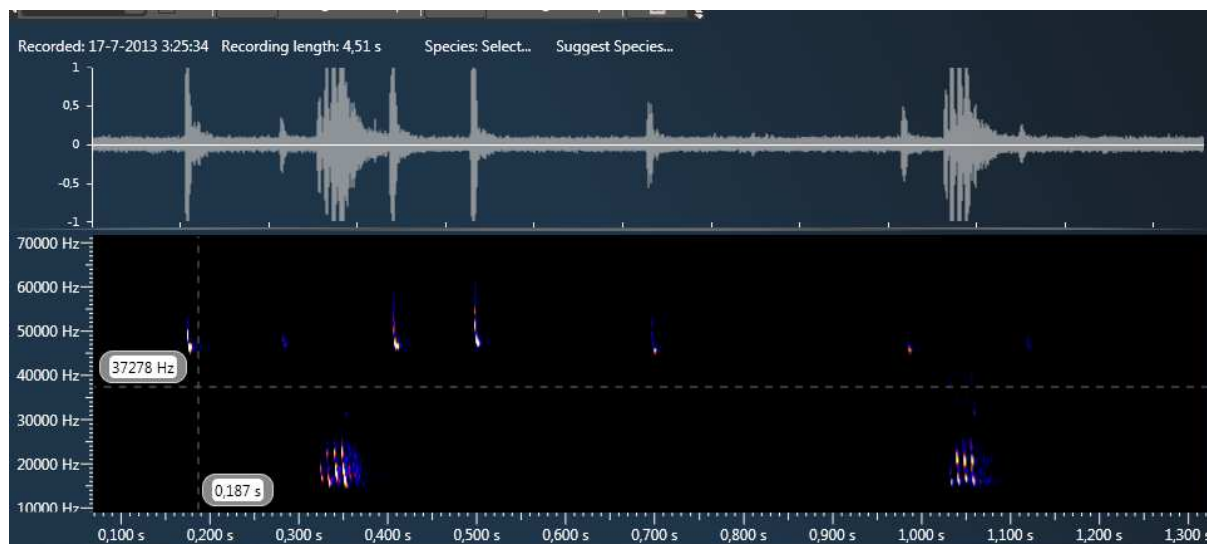 Recorded: 17-7-2013 3:25:34 Recording length: 4,51 s Species: Select... Suggest Species...
1
0,5
0
-0,5
-1
70000 Hz
60000 Hz
50000 Hz
37278 Hz
40000 Hz
30000 Hz
20000 Hz
0,187 s
10000 Hz
0,100 s 0,200 s 0,300 s 0,400 s 0,500 s 0,600 s 0,700 s 0,800 s 0,900 s 1,000 s 1,100 s 1,200 s 1,300 s